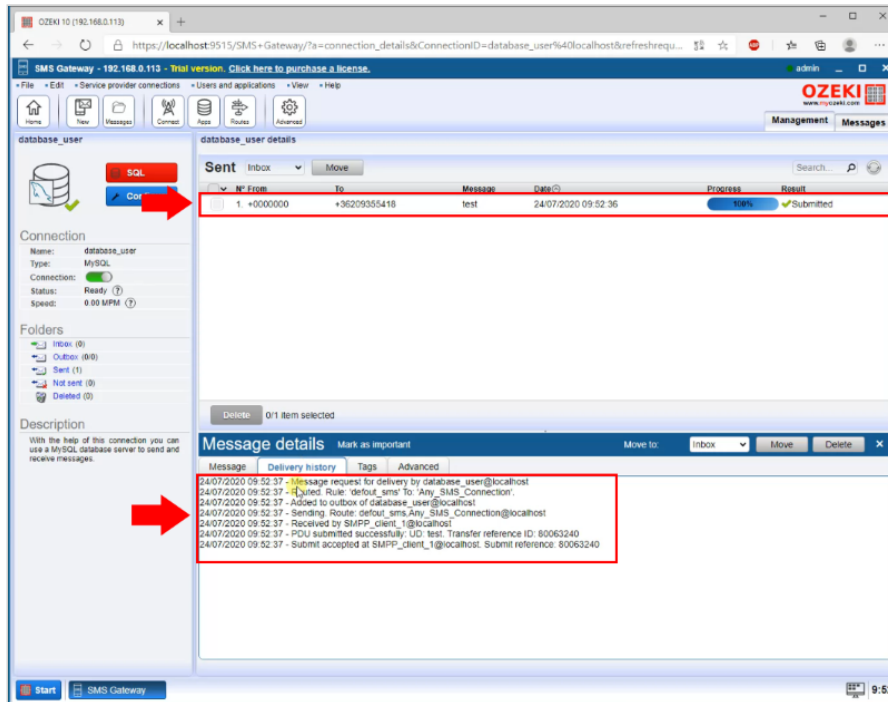 OZEKI 10 (192.168.0.113)
https://localhost:9515/SMS+Gateway/?a=connection_details&ConnectionID=database_user%40localhost&refreshrequ...
SMS Gateway - 192.168.0.113 - Trial version. Click here to purchase a license.
admin
File Edit Service provider connections Users and applications View Help
OZEKI
www.myozeki.com
Home New Messages Connect Apps Routes Advanced
Management Messages
database_user
database_user details
Sent Inbox Move Search...
SQL
N° From To Message Date Progress Result
1. +0000000 +36209355418 test 24/07/2020 09:52:36 100% Submitted
Connection
Name: database_user
Type: MySQL
Connection:
Status: Ready (?)
Speed: 0.00 MPM (?)
Folders
Inbox (0)
Outbox (0/0)
Sent (1)
Not sent (0)
Deleted (0)
Delete 0/1 item selected
Description
With the help of this connection you can
use a MySQL database server to send and
receive messages.
Message details Mark as important Move to: Inbox Move Delete
Message Delivery history Tags Advanced
24/07/2020 09:52:37 - Message request for delivery by database_user@localhost
24/07/2020 09:52:37 - Routed. Rule: 'defout_sms' To: 'Any_SMS_Connection'.
24/07/2020 09:52:37 - Added to outbox of database_user@localhost
24/07/2020 09:52:37 - Sending. Route: defout_sms,Any_SMS_Connection@localhost
24/07/2020 09:52:37 - Received by SMPP_client_1@localhost
24/07/2020 09:52:37 - PDU submitted successfully: UD: test. Transfer reference ID: 80063240
24/07/2020 09:52:37 - Submit accepted at SMPP_client_1@localhost. Submit reference: 80063240
Start SMS Gateway